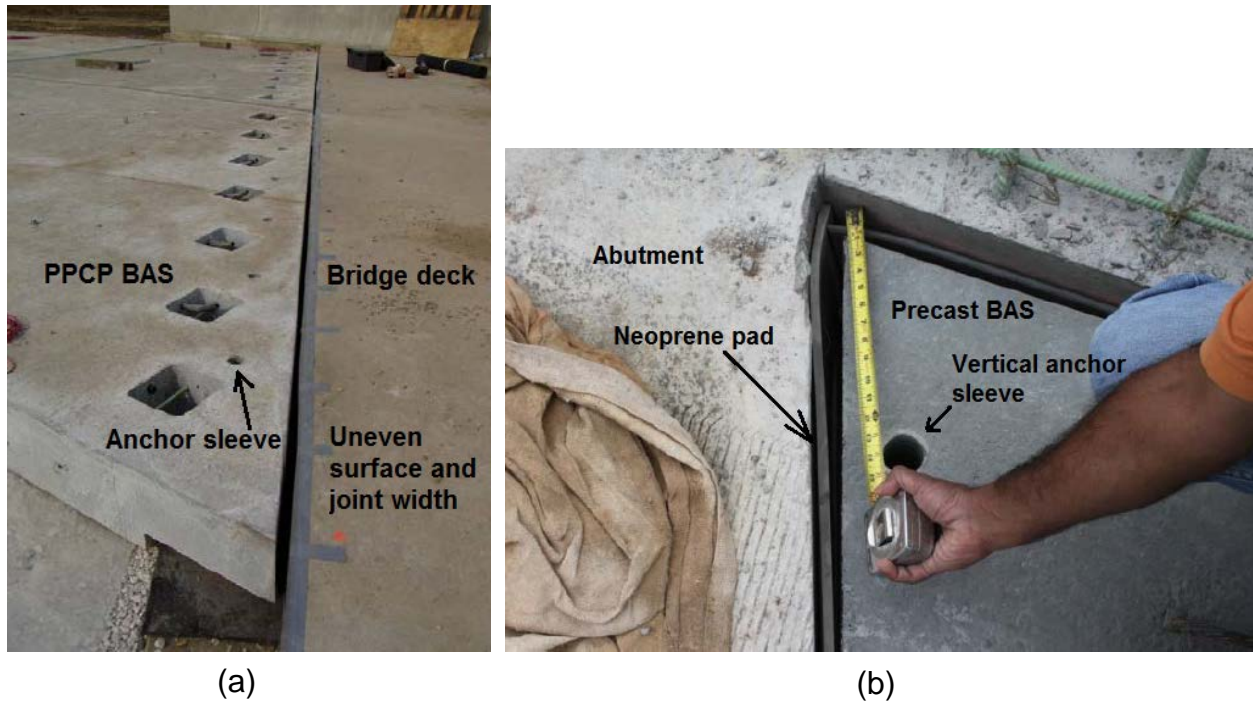 PPCP BAS
Bridge deck
Anchor sleeve
Uneven
surface and
joint width
(a)
Abutment
Neoprene pad
Precast BAS
Vertical anchor
sleeve
(b)